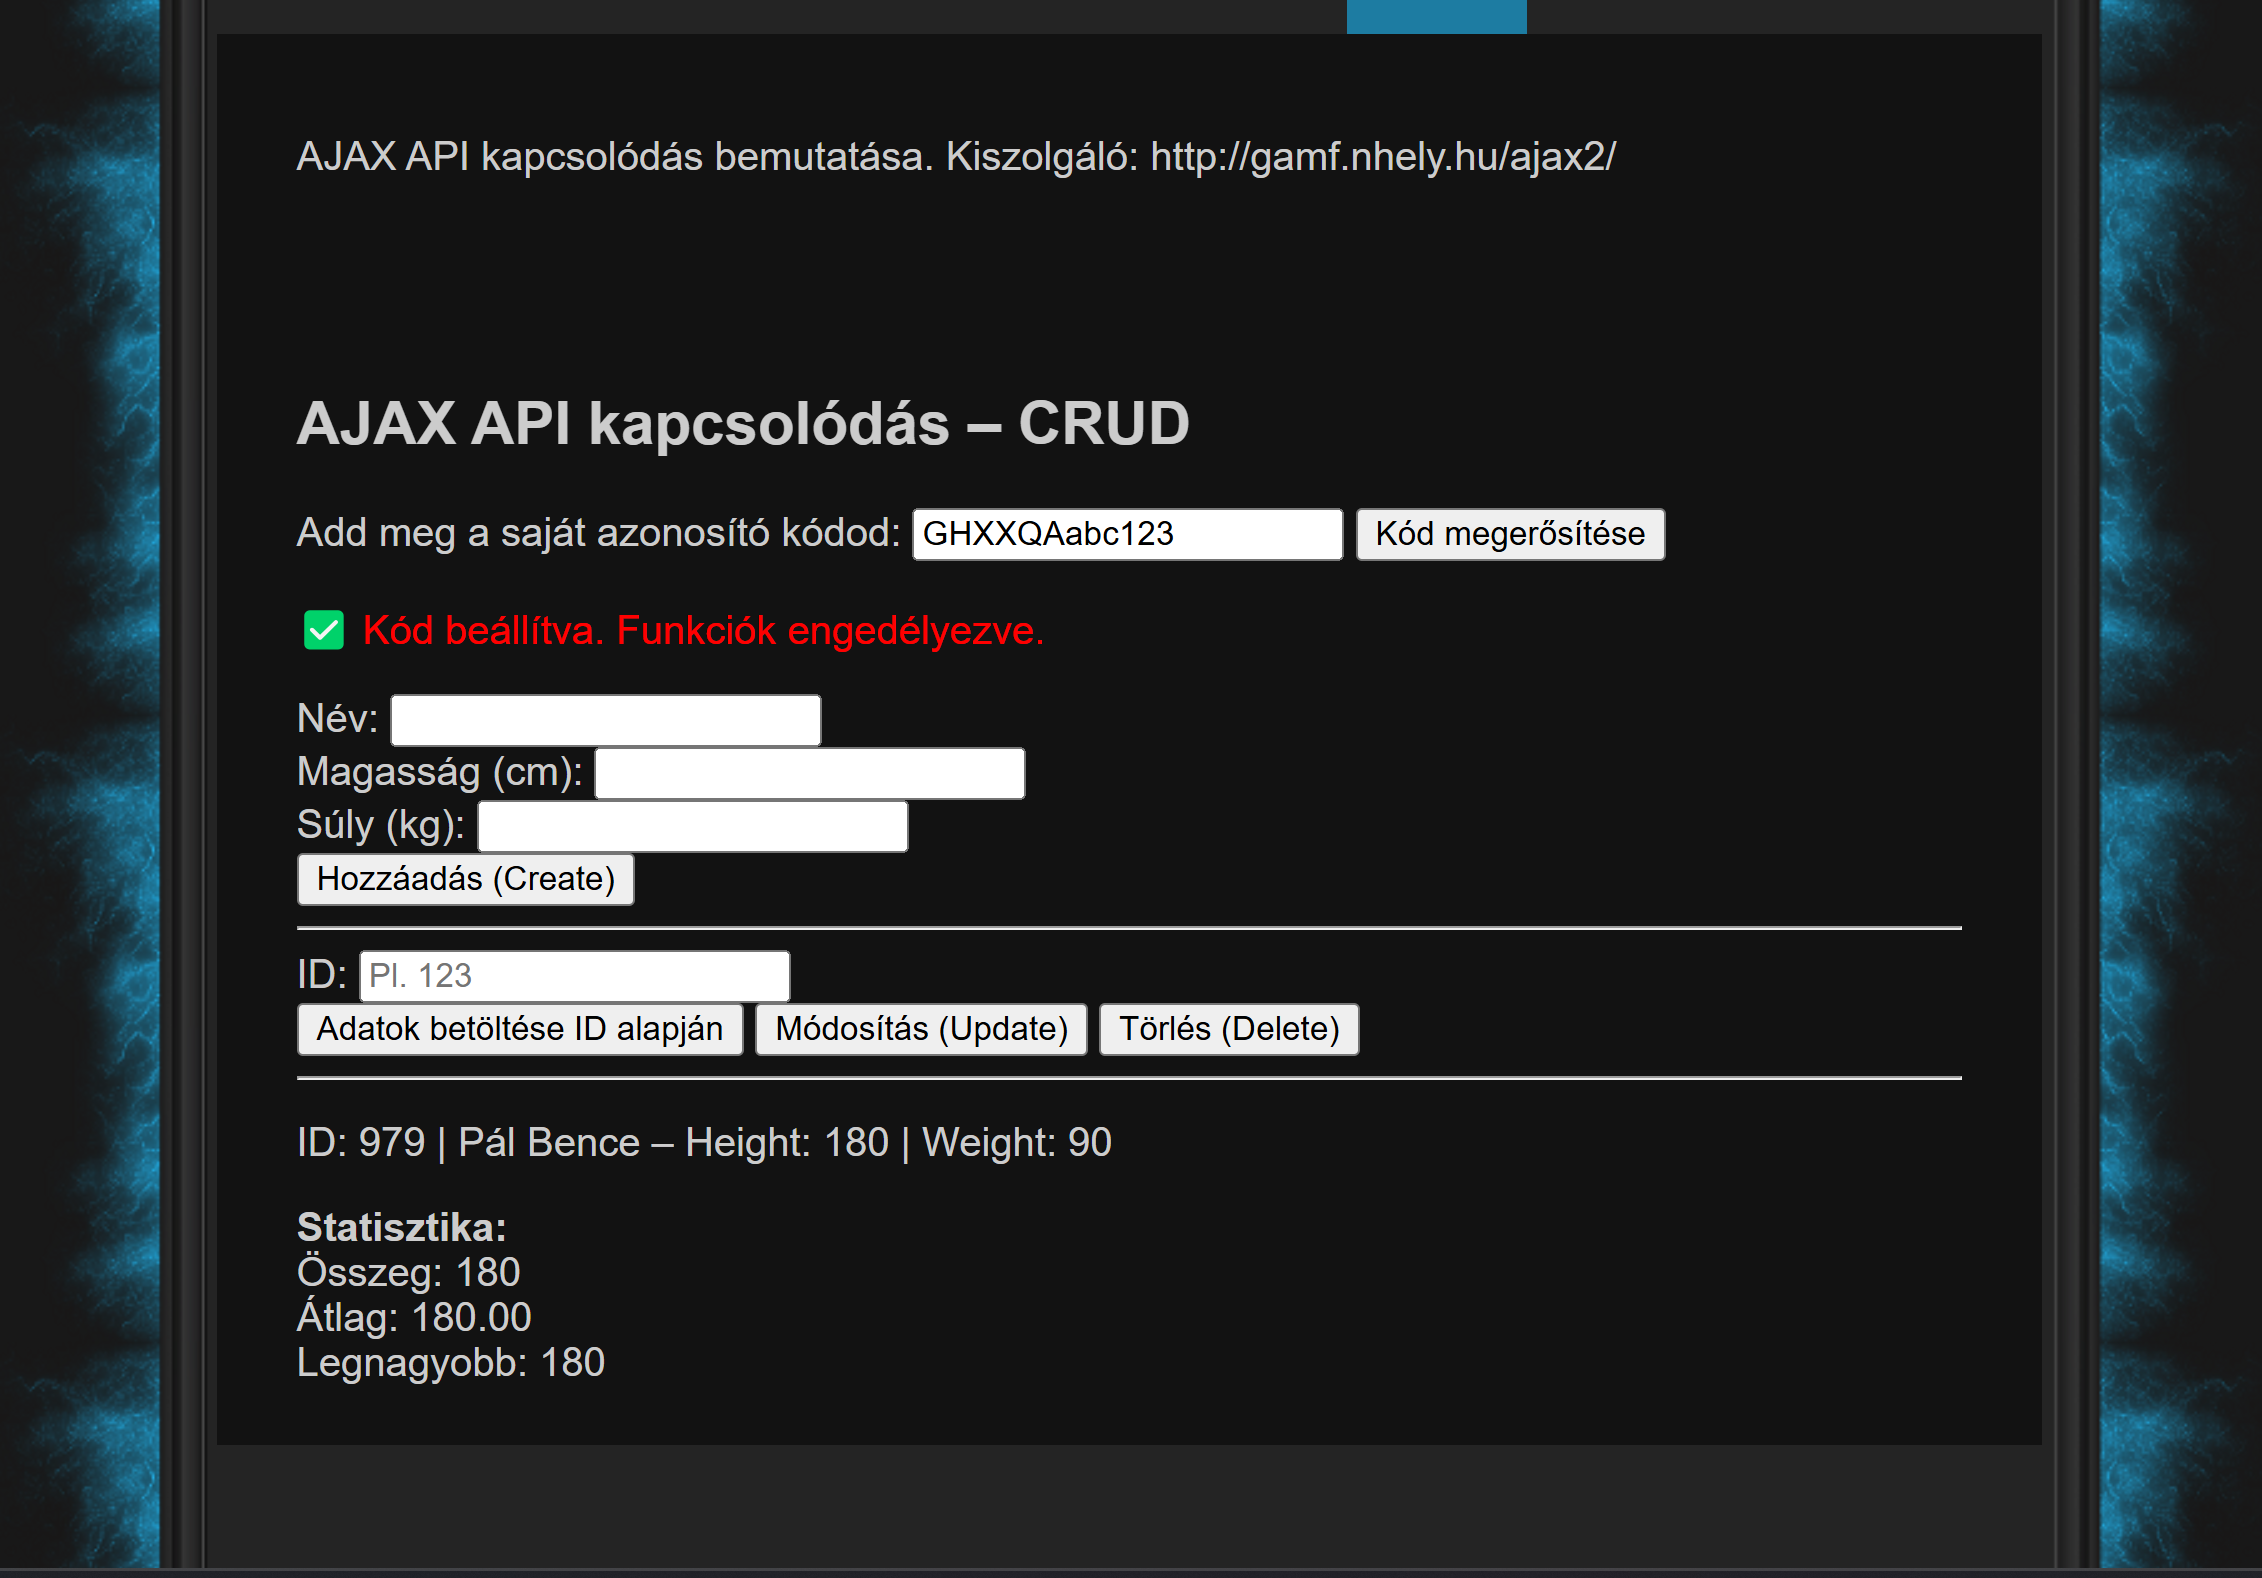 AJAX API kapcsolódás bemutatása. Kiszolgáló: http://gamf.nhely.hu/ajax2/
AJAX API kapcsolódás – CRUD
Add meg a saját azonosító kódod: GHXXQAabc123 Kód megerősítése
✅ Kód beállítva. Funkciók engedélyezve.
Név:
Magasság (cm):
Súly (kg):
Hozzáadás (Create)
ID: Pl. 123
Adatok betöltése ID alapján Módosítás (Update) Törlés (Delete)
ID: 979 | Pál Bence – Height: 180 | Weight: 90
Statisztika:
Összeg: 180
Átlag: 180.00
Legnagyobb: 180